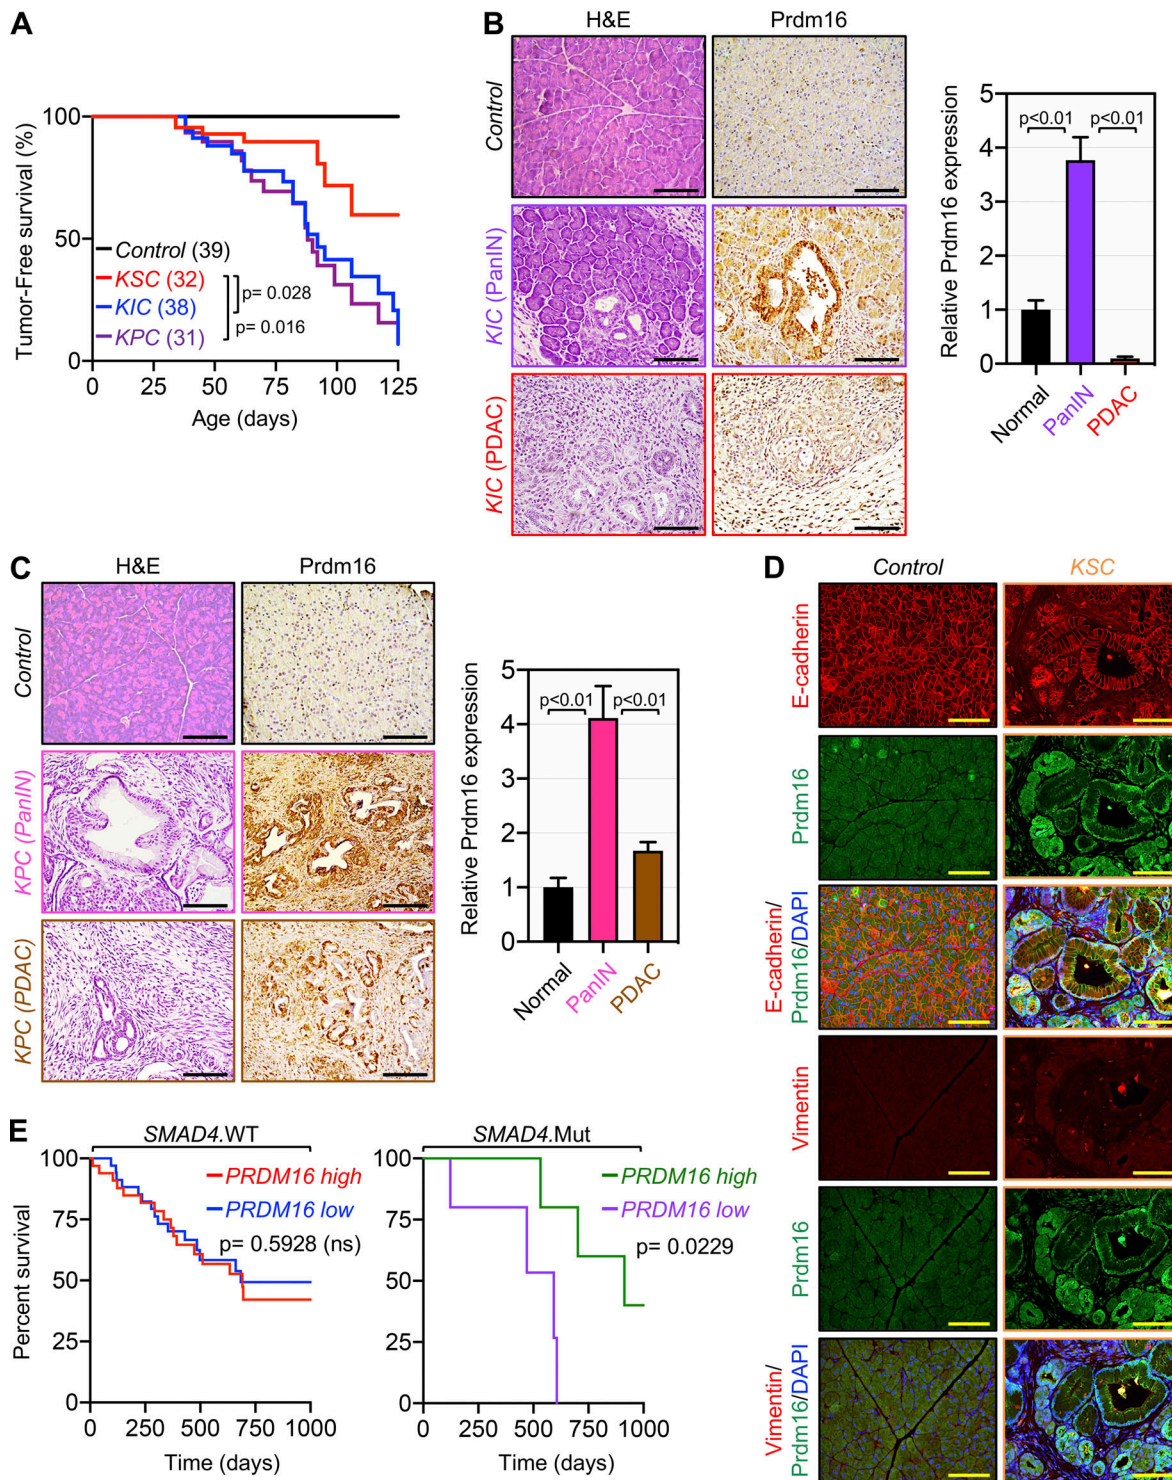 A
Tumor-Free survival (%)
100
50
0
Control (39)
KSC (32)
KIC (38)
KPC (31)
p= 0.028
p= 0.016
0 25 50 75 100 125
Age (days)
B
H&E Prdm16
Control
KIC (PanIN)
KIC (PDAC)
Relative Prdm16 expression
5
4
3
2
1
0
p<0.01 p<0.01
Normal
PanIN
PDAC
C
H&E Prdm16
Control
KPC (PanIN)
KPC (PDAC)
Relative Prdm16 expression
5
4
3
2
1
0
p<0.01 p<0.01
Normal
PanIN
PDAC
D
Control KSC
E-cadherin
Prdm16
E-cadherin/
Prdm16/DAPI
Vimentin
Prdm16
Vimentin/
Prdm16/DAPI
E
SMAD4.WT
Percent survival
100
75
50
25
0
PRDM16 high
PRDM16 low
p= 0.5928 (ns)
0 250 500 750 1000
Time (days)
SMAD4.Mut
100
75
50
25
0
PRDM16 high
PRDM16 low
p= 0.0229
0 250 500 750 1000
Time (days)